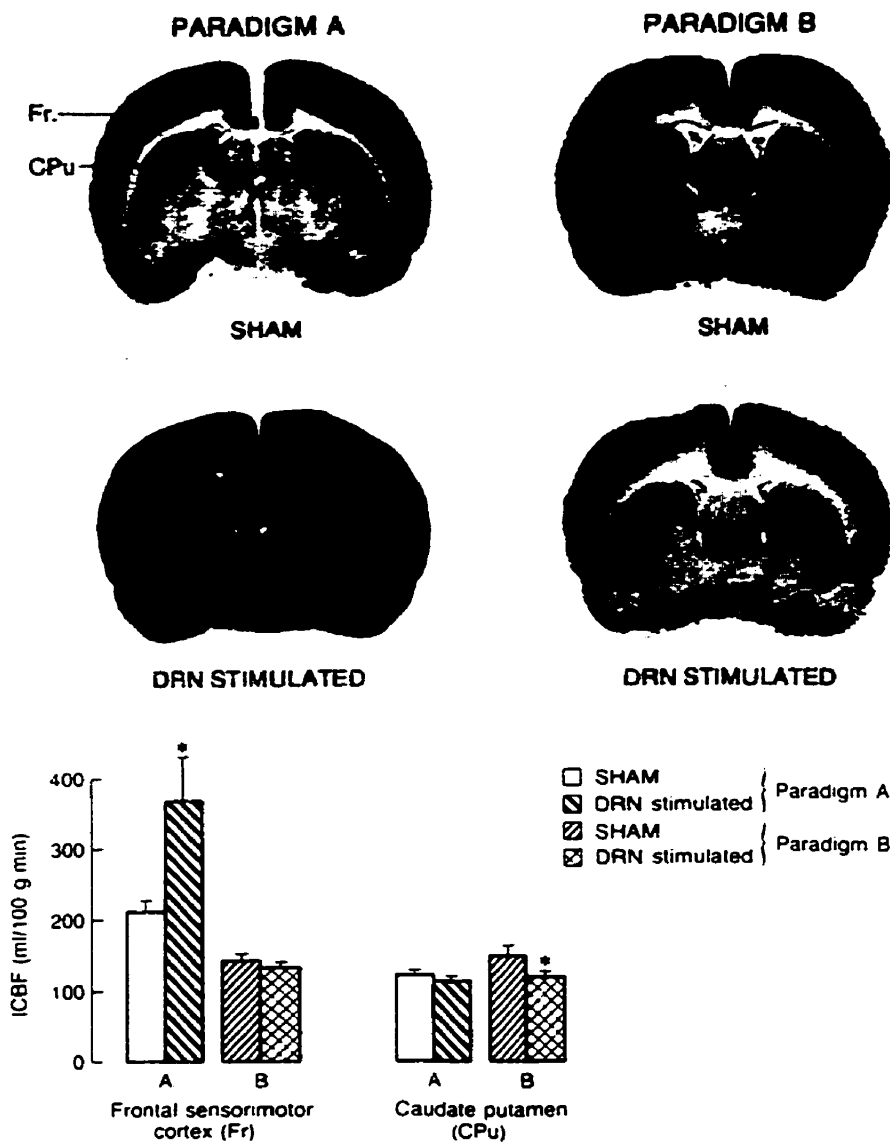 PARADIGM A
PARADIGM B
Fr.
CPu
SHAM
SHAM
DRN STIMULATED
DRN STIMULATED
ICBF (ml/100 g min)
400
300
200
100
0
*
*
A
B
A
B
Frontal sensorimotor
cortex (Fr)
Caudate putamen
(CPu)
SHAM
DRN stimulated
Paradigm A
SHAM
DRN stimulated
Paradigm B